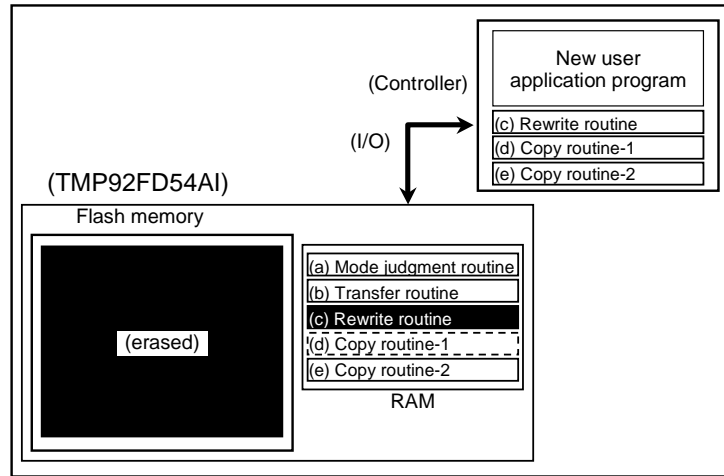 New user
application program
(Controller)
(c) Rewrite routine
(I/O)
(d) Copy routine-1
(e) Copy routine-2
(TMP92FD54AI)
Flash memory
(a) Mode judgment routine
(b) Transfer routine
(c) Rewrite routine
(erased)
(d) Copy routine-1
(e) Copy routine-2
RAM